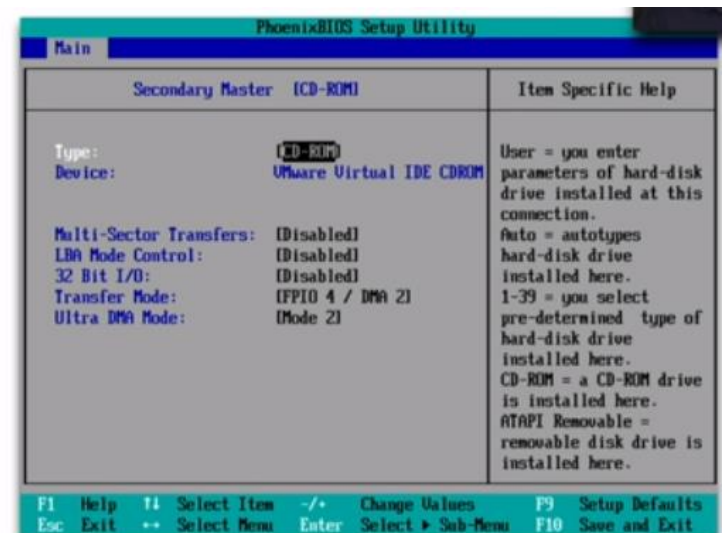 PhoenixBIOS Setup Utility
Main
Secondary Master [CD-ROM]
Item Specific Help
Type: [CD-ROM]
Device: VMware Virtual IDE CDROM
Multi-Sector Transfers: [Disabled]
LBA Mode Control: [Disabled]
32 Bit I/O: [Disabled]
Transfer Mode: [FPIO 4 / DMA 2]
Ultra DMA Mode: [Mode 2]
User = you enter
parameters of hard-disk
drive installed at this
connection.
Auto = autotypes
hard-disk drive
installed here.
1-39 = you select
pre-determined type of
hard-disk drive
installed here.
CD-ROM = a CD-ROM drive
is installed here.
ATAPI Removable =
removable disk drive is
installed here.
F1 Help ↑↓ Select Item -/+ Change Values F9 Setup Defaults
Esc Exit ↔ Select Menu Enter Select ▶ Sub-Menu F10 Save and Exit